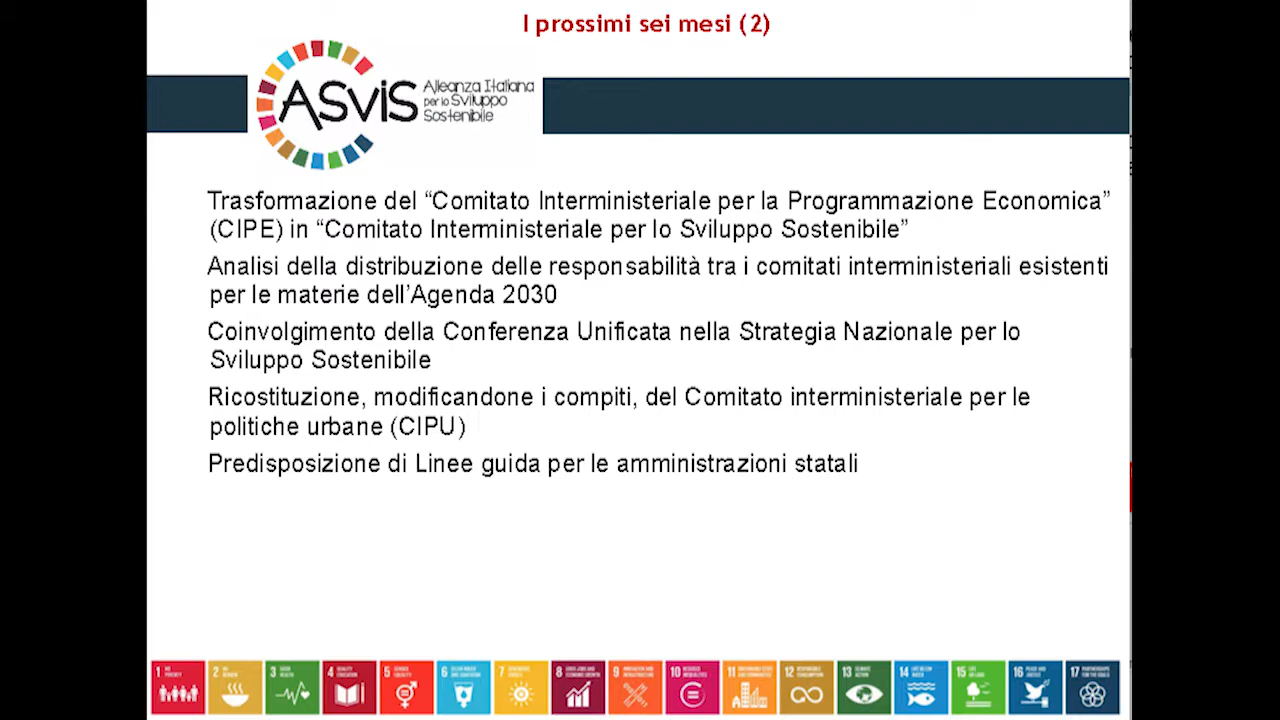 I prossimi sei mesi (2)
ASviS
Alleanza Italiana
per lo Sviluppo
Sostenibile
Trasformazione del “Comitato Interministeriale per la Programmazione Economica”
(CIPE) in “Comitato Interministeriale per lo Sviluppo Sostenibile”
Analisi della distribuzione delle responsabilità tra i comitati interministeriali esistenti
per le materie dell’Agenda 2030
Coinvolgimento della Conferenza Unificata nella Strategia Nazionale per lo
Sviluppo Sostenibile
Ricostituzione, modificandone i compiti, del Comitato interministeriale per le
politiche urbane (CIPU)
Predisposizione di Linee guida per le amministrazioni statali
1 2 3 4 5 6 7 8 9 10 11 12 13 14 15 16 17